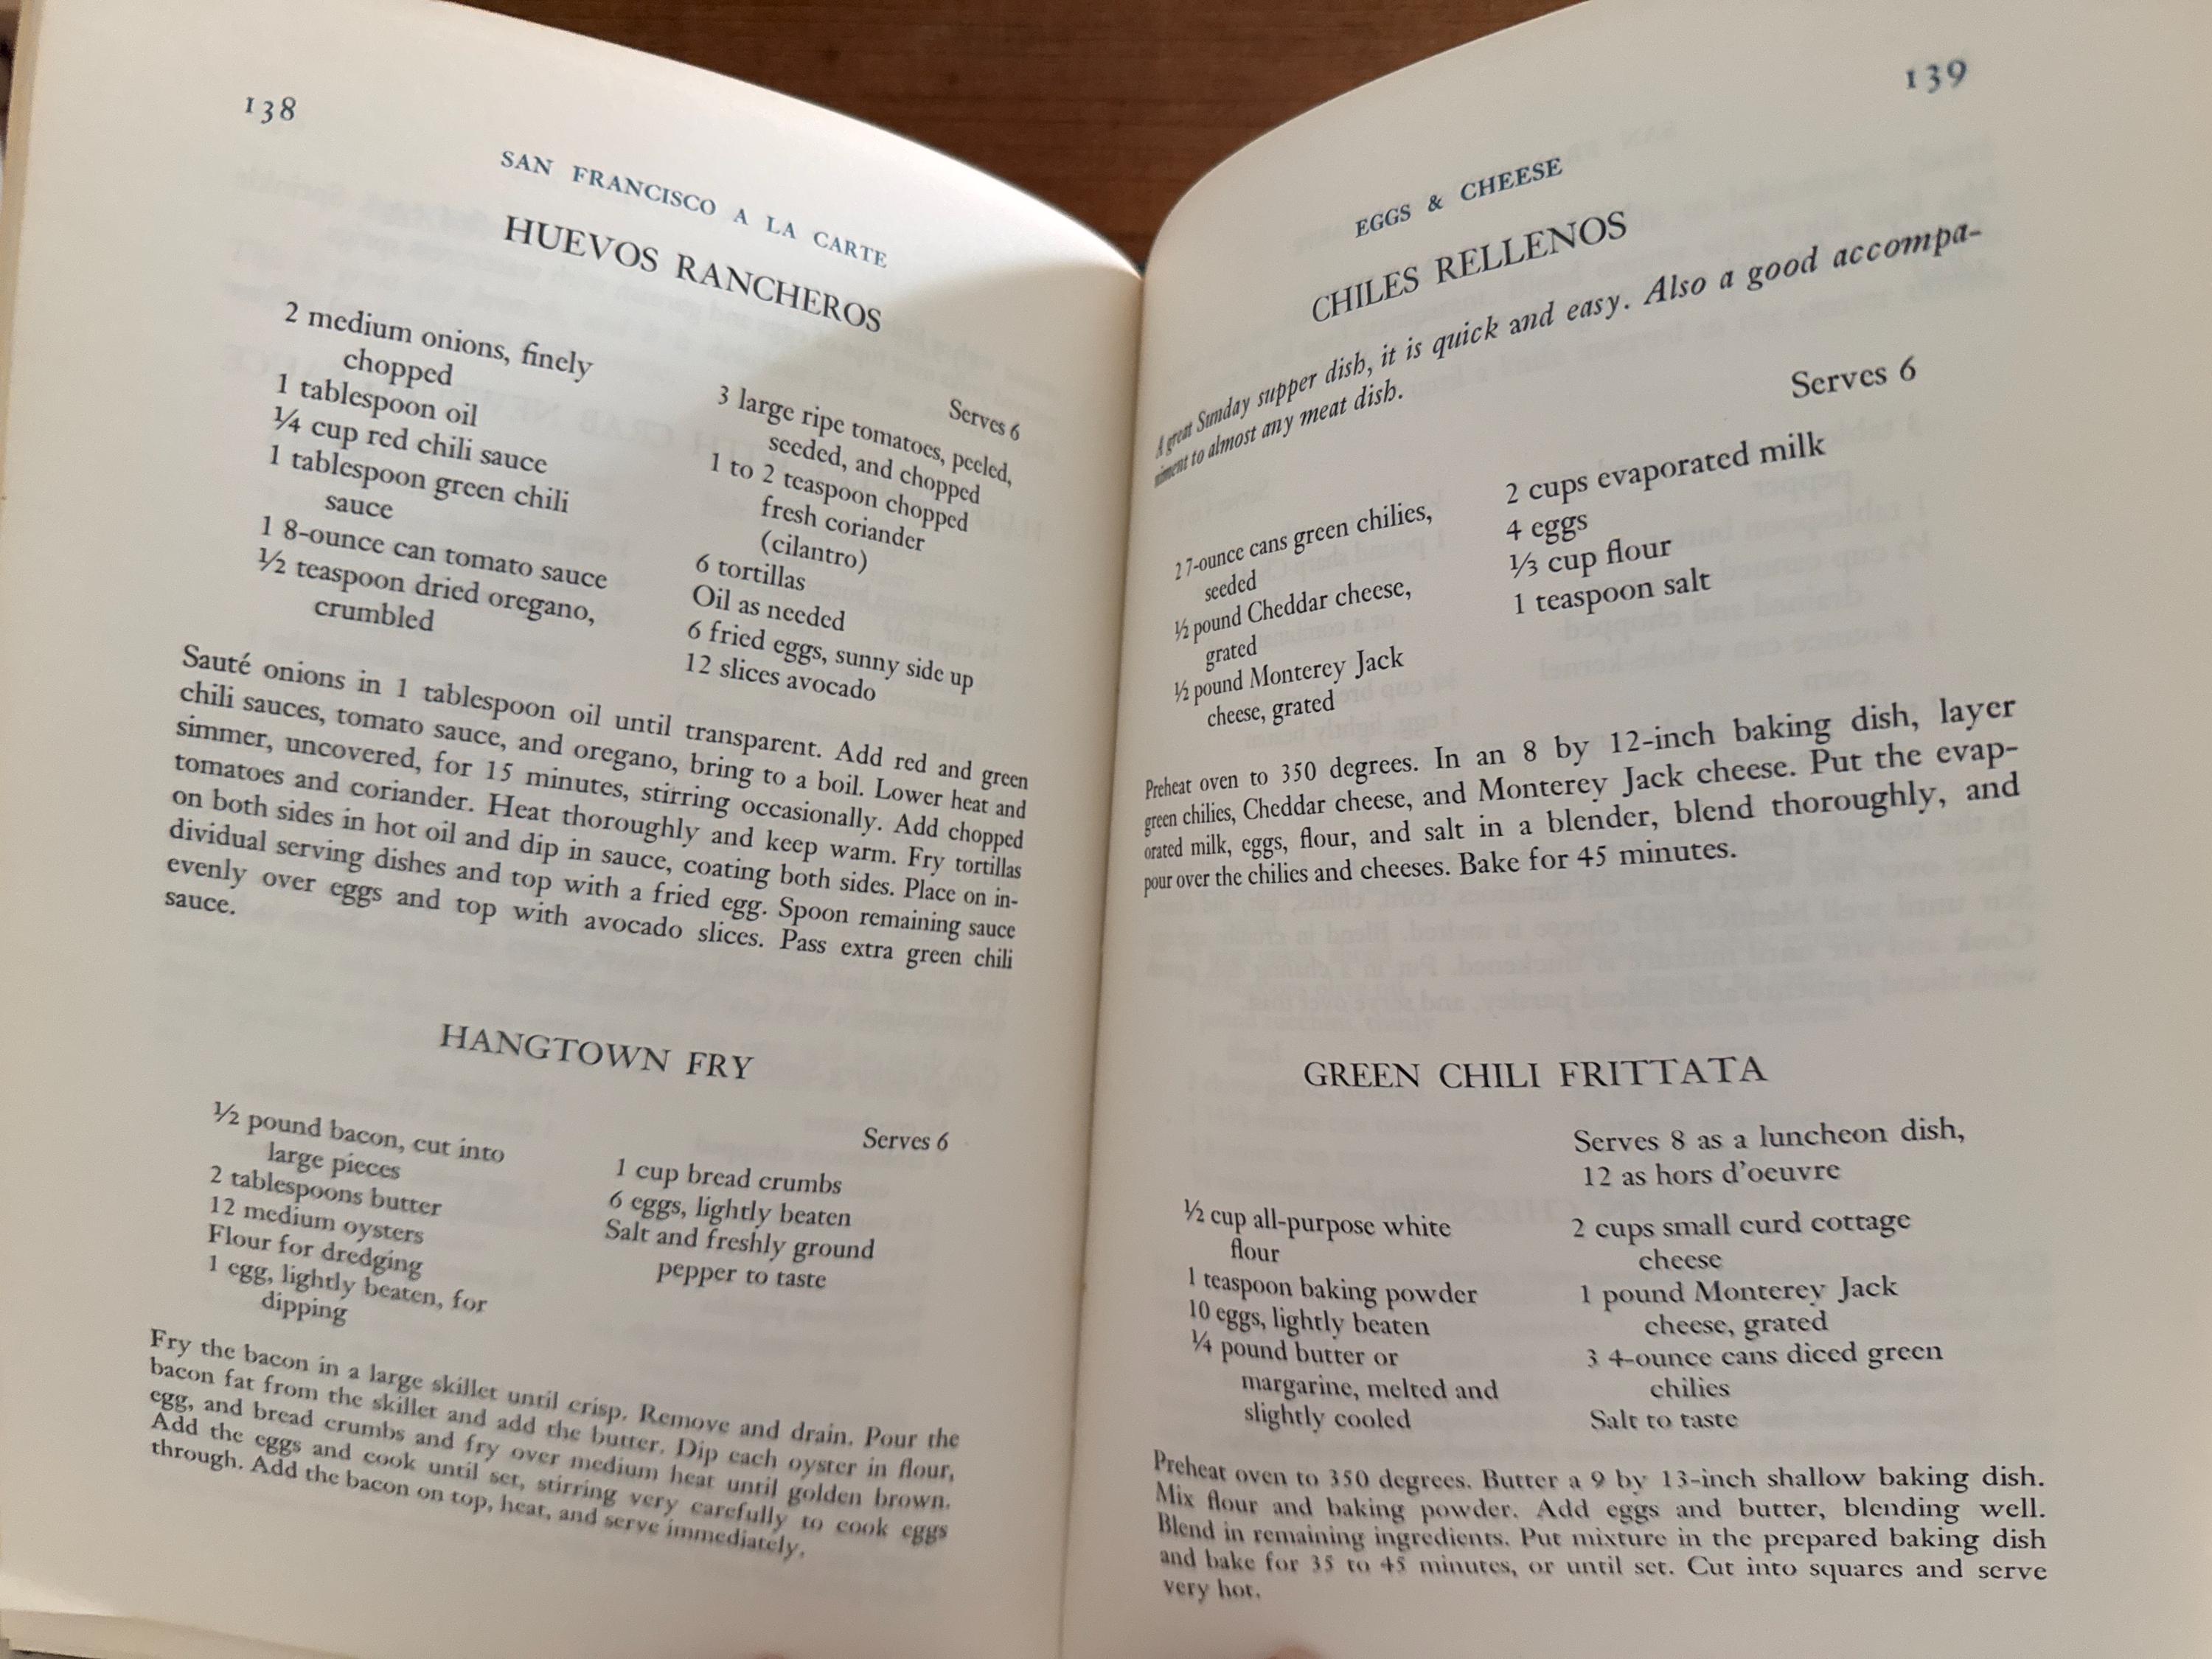 138
SAN FRANCISCO A LA CARTE
HUEVOS RANCHEROS
Serves 6
2 medium onions, finely
chopped
1 tablespoon oil
¼ cup red chili sauce
1 tablespoon green chili
sauce
1 8-ounce can tomato sauce
½ teaspoon dried oregano,
crumbled
3 large ripe tomatoes, peeled,
seeded, and chopped
1 to 2 teaspoon chopped
fresh coriander
(cilantro)
6 tortillas
Oil as needed
6 fried eggs, sunny side up
12 slices avocado
Sauté onions in 1 tablespoon oil until transparent. Add red and green
chili sauces, tomato sauce, and oregano, bring to a boil. Lower heat and
simmer, uncovered, for 15 minutes, stirring occasionally. Add chopped
tomatoes and coriander. Heat thoroughly and keep warm. Fry tortillas
on both sides in hot oil and dip in sauce, coating both sides. Place on in-
dividual serving dishes and top with a fried egg. Spoon remaining sauce
evenly over eggs and top with avocado slices. Pass extra green chili
sauce.
HANGTOWN FRY
Serves 6
½ pound bacon, cut into
large pieces
2 tablespoons butter
12 medium oysters
Flour for dredging
1 egg, lightly beaten, for
dipping
1 cup bread crumbs
6 eggs, lightly beaten
Salt and freshly ground
pepper to taste
Fry the bacon in a large skillet until crisp. Remove and drain. Pour the
bacon fat from the skillet and add the butter. Dip each oyster in flour,
egg, and bread crumbs and fry over medium heat until golden brown.
Add the eggs and cook until set, stirring very carefully to cook eggs
through. Add the bacon on top, heat, and serve immediately.
139
EGGS & CHEESE
CHILES RELLENOS
A great Sunday supper dish, it is quick and easy. Also a good accompa-
niment to almost any meat dish.
Serves 6
2 7-ounce cans green chilies,
seeded
½ pound Cheddar cheese,
grated
½ pound Monterey Jack
cheese, grated
2 cups evaporated milk
4 eggs
⅓ cup flour
1 teaspoon salt
Preheat oven to 350 degrees. In an 8 by 12-inch baking dish, layer
green chilies, Cheddar cheese, and Monterey Jack cheese. Put the evap-
orated milk, eggs, flour, and salt in a blender, blend thoroughly, and
pour over the chilies and cheeses. Bake for 45 minutes.
GREEN CHILI FRITTATA
Serves 8 as a luncheon dish,
12 as hors d'oeuvre
½ cup all-purpose white
flour
1 teaspoon baking powder
10 eggs, lightly beaten
¼ pound butter or
margarine, melted and
slightly cooled
2 cups small curd cottage
cheese
1 pound Monterey Jack
cheese, grated
3 4-ounce cans diced green
chilies
Salt to taste
Preheat oven to 350 degrees. Butter a 9 by 13-inch shallow baking dish.
Mix flour and baking powder. Add eggs and butter, blending well.
Blend in remaining ingredients. Put mixture in the prepared baking dish
and bake for 35 to 45 minutes, or until set. Cut into squares and serve
very hot.